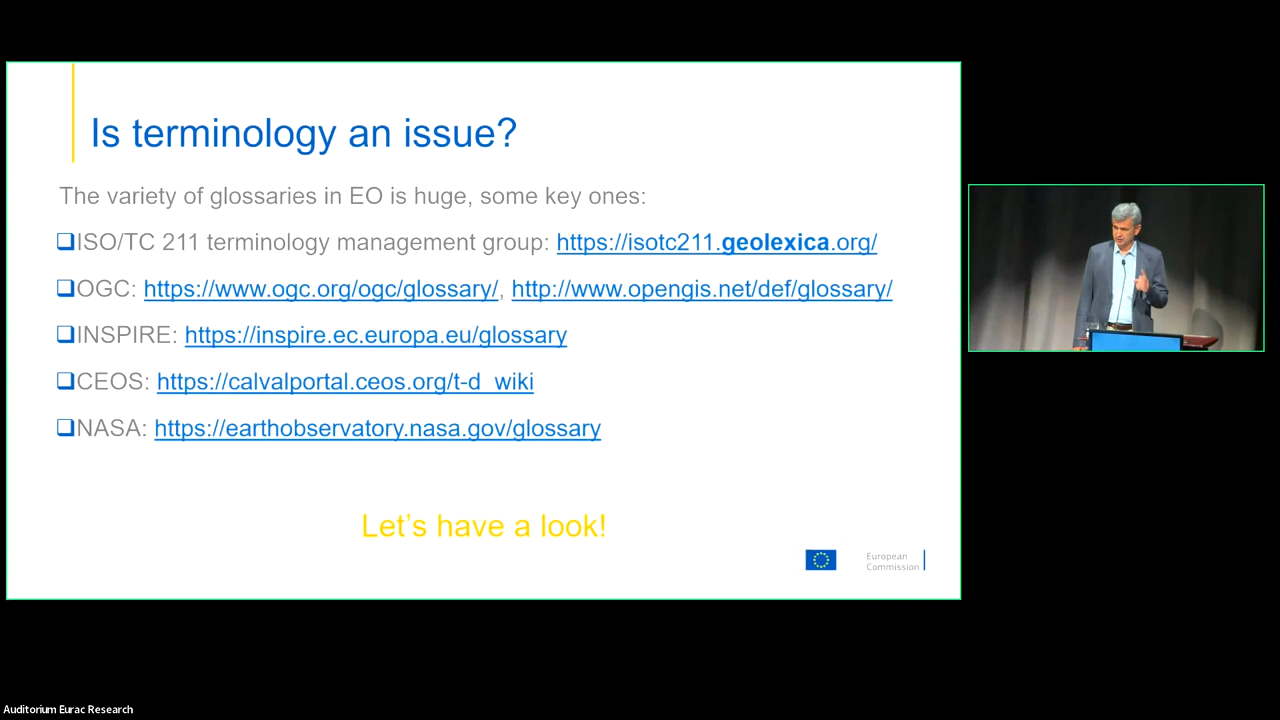 Is terminology an issue?
The variety of glossaries in EO is huge, some key ones:
❑ISO/TC 211 terminology management group: https://isotc211.geolexica.org/
❑OGC: https://www.ogc.org/ogc/glossary/, http://www.opengis.net/def/glossary/
❑INSPIRE: https://inspire.ec.europa.eu/glossary
❑CEOS: https://calvalportal.ceos.org/t-d_wiki
❑NASA: https://earthobservatory.nasa.gov/glossary
Let's have a look!
European
Commission
Auditorium Eurac Research